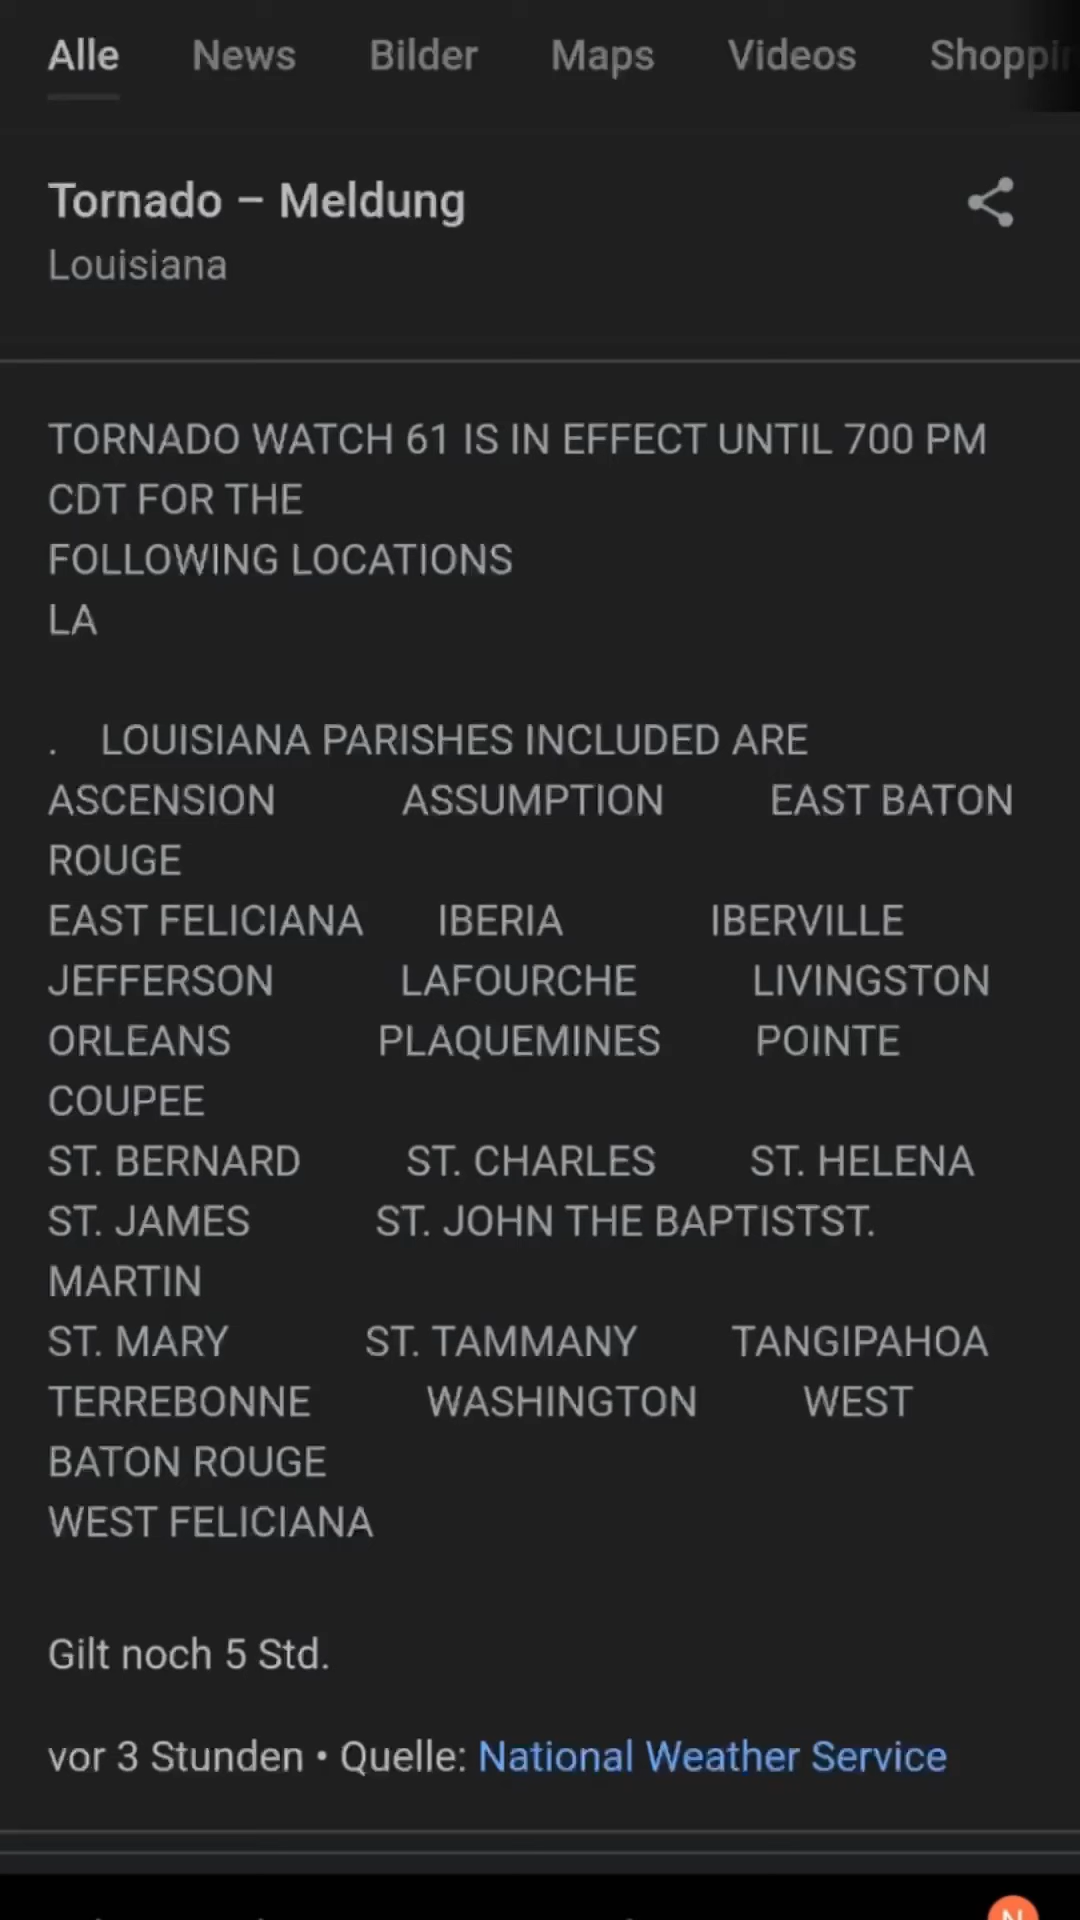 Alle News Bilder Maps Videos Shoppin
Tornado – Meldung
Louisiana
TORNADO WATCH 61 IS IN EFFECT UNTIL 700 PM
CDT FOR THE
FOLLOWING LOCATIONS
LA
. LOUISIANA PARISHES INCLUDED ARE
ASCENSION ASSUMPTION EAST BATON
ROUGE
EAST FELICIANA IBERIA IBERVILLE
JEFFERSON LAFOURCHE LIVINGSTON
ORLEANS PLAQUEMINES POINTE
COUPEE
ST. BERNARD ST. CHARLES ST. HELENA
ST. JAMES ST. JOHN THE BAPTISTST.
MARTIN
ST. MARY ST. TAMMANY TANGIPAHOA
TERREBONNE WASHINGTON WEST
BATON ROUGE
WEST FELICIANA
Gilt noch 5 Std.
vor 3 Stunden • Quelle: National Weather Service